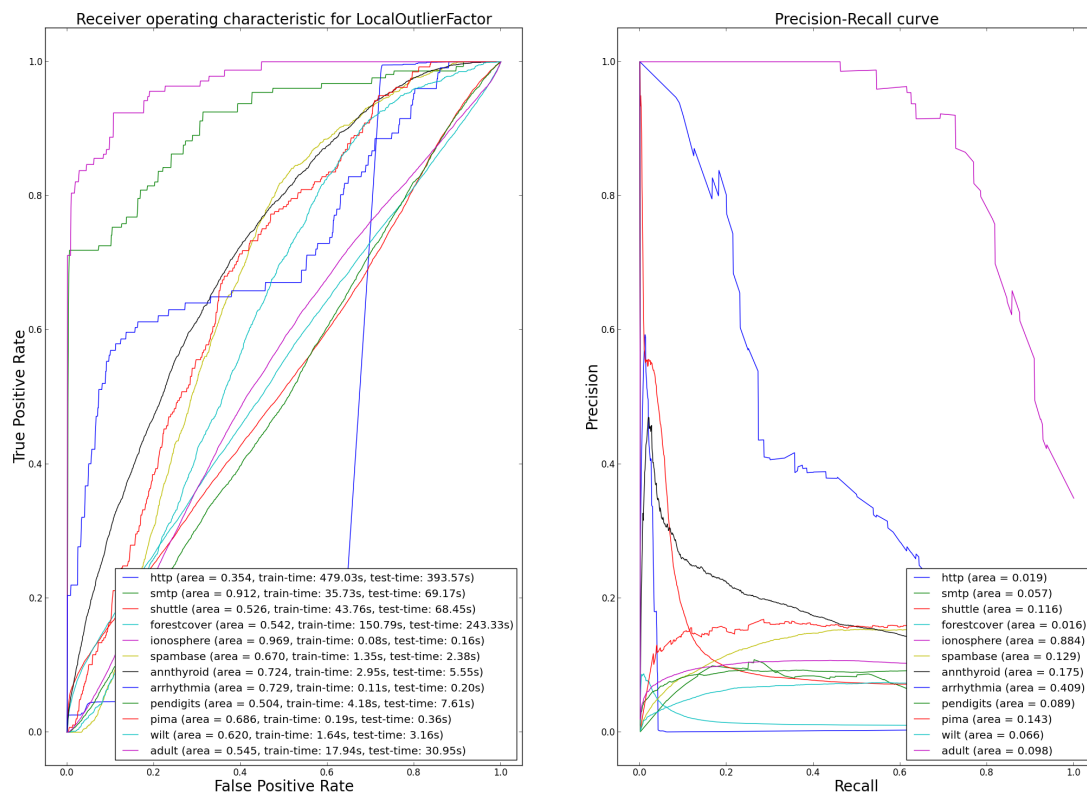 Receiver operating characteristic for LocalOutlierFactor
True Positive Rate
1.0
0.8
0.6
0.4
0.2
0.0
http (area = 0.354, train-time: 479.03s, test-time: 393.57s)
smtp (area = 0.912, train-time: 35.73s, test-time: 69.17s)
shuttle (area = 0.526, train-time: 43.76s, test-time: 68.45s)
forestcover (area = 0.542, train-time: 150.79s, test-time: 243.33s)
ionosphere (area = 0.969, train-time: 0.08s, test-time: 0.16s)
spambase (area = 0.670, train-time: 1.35s, test-time: 2.38s)
annthyroid (area = 0.724, train-time: 2.95s, test-time: 5.55s)
arrhythmia (area = 0.729, train-time: 0.11s, test-time: 0.20s)
pendigits (area = 0.504, train-time: 4.18s, test-time: 7.61s)
pima (area = 0.686, train-time: 0.19s, test-time: 0.36s)
wilt (area = 0.620, train-time: 1.64s, test-time: 3.16s)
adult (area = 0.545, train-time: 17.94s, test-time: 30.95s)
0.0 0.2 0.4 0.6 0.8 1.0
False Positive Rate
Precision-Recall curve
Precision
1.0
0.8
0.6
0.4
0.2
0.0
http (area = 0.019)
smtp (area = 0.057)
shuttle (area = 0.116)
forestcover (area = 0.016)
ionosphere (area = 0.884)
spambase (area = 0.129)
annthyroid (area = 0.175)
arrhythmia (area = 0.409)
pendigits (area = 0.089)
pima (area = 0.143)
wilt (area = 0.066)
adult (area = 0.098)
0.0 0.2 0.4 0.6 0.8 1.0
Recall